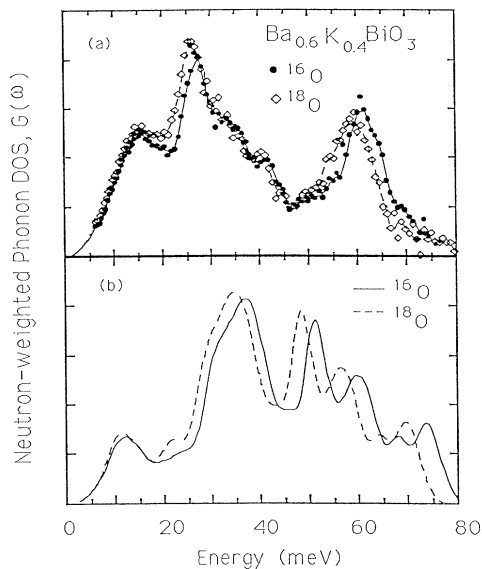 (a)
Ba0.6K0.4BiO3
16O
18O
(b)
16O
18O
Neutron-weighted Phonon DOS, G(ω)
0 20 40 60 80
Energy (meV)